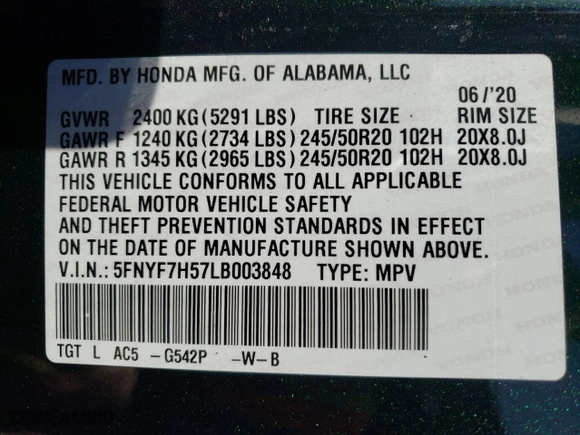 MFD. BY HONDA MFG. OF ALABAMA, LLC
06/'20
GVWR 2400 KG (5291 LBS) TIRE SIZE RIM SIZE
GAWR F 1240 KG (2734 LBS) 245/50R20 102H 20X8.0J
GAWR R 1345 KG (2965 LBS) 245/50R20 102H 20X8.0J
THIS VEHICLE CONFORMS TO ALL APPLICABLE
FEDERAL MOTOR VEHICLE SAFETY
AND THEFT PREVENTION STANDARDS IN EFFECT
ON THE DATE OF MANUFACTURE SHOWN ABOVE.
V.I.N.: 5FNYF7H57LB003848 TYPE: MPV
TGT L AC5 -G542P -W-B